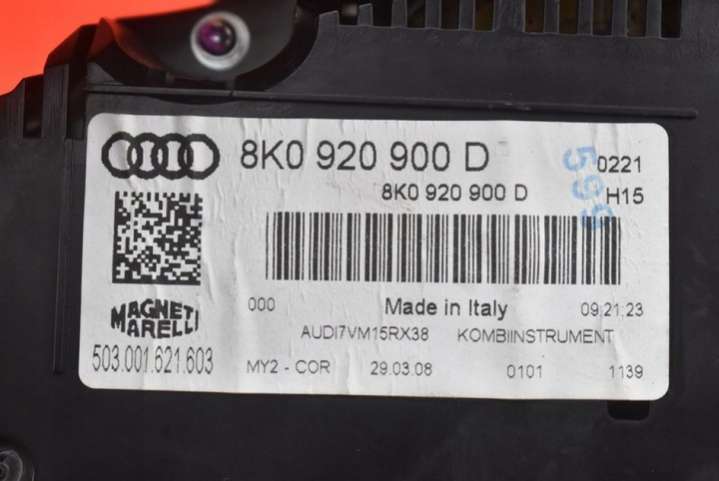 8K0 920 900 D
599
0221
8K0 920 900 D
H15
000
Made in Italy
09:21:23
MAGNETI
MARELLI
AUDI7VM15RX38
KOMBIINSTRUMENT
503.001.621.603
MY2 - COR
29.03.08
0101
1139